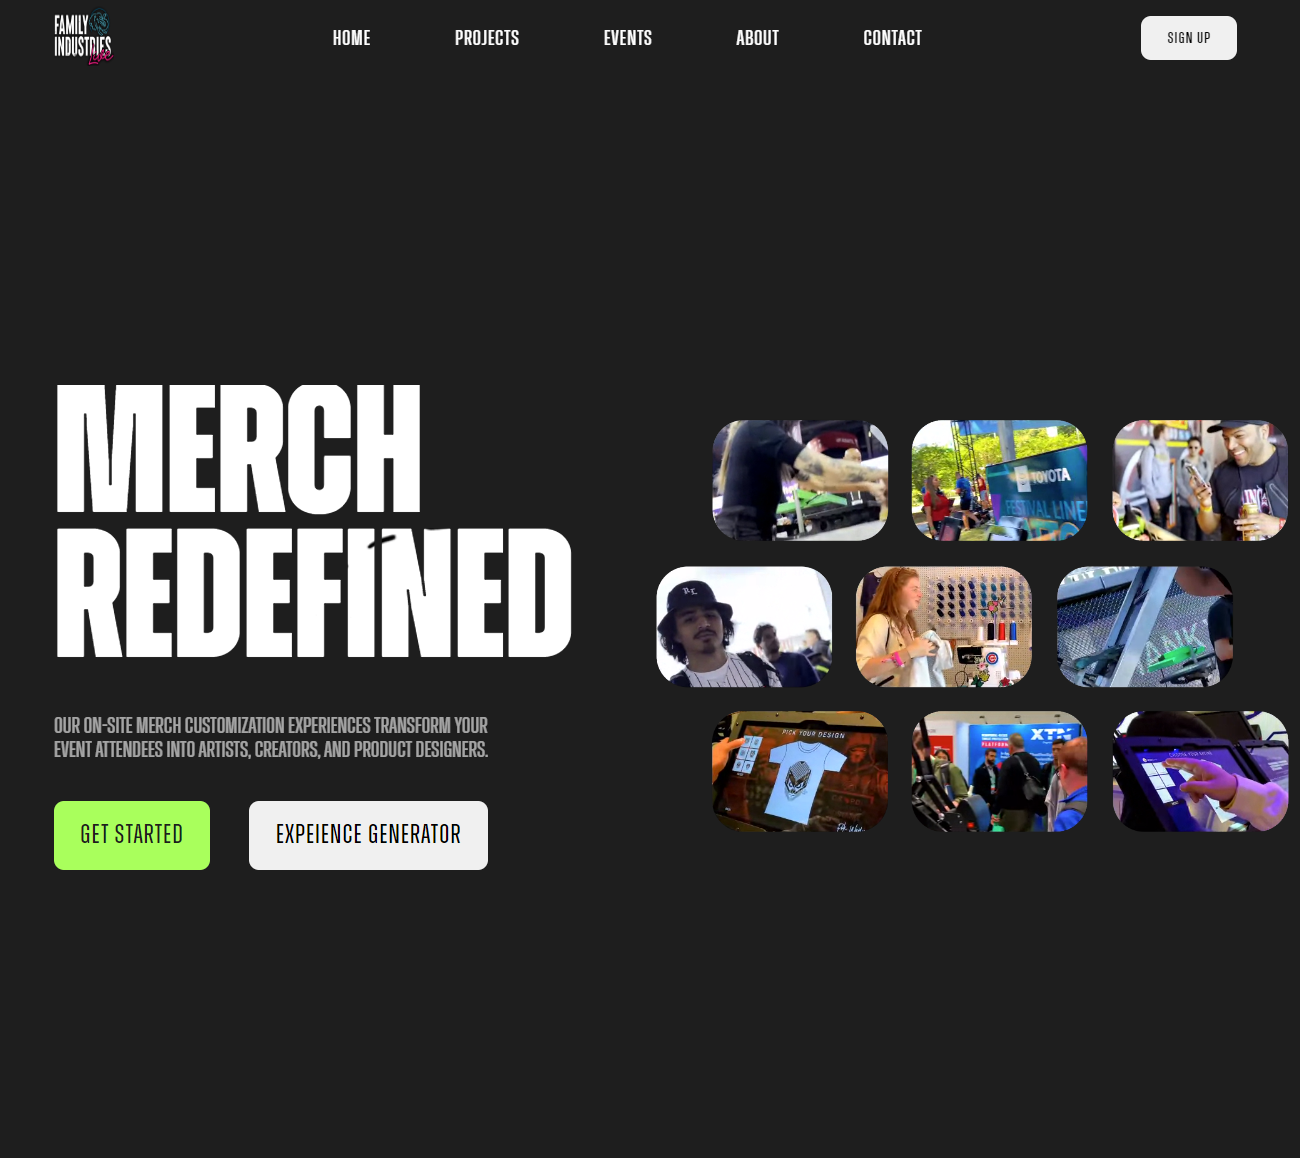 FAMILY
INDUSTRIES
Live
HOME
PROJECTS
EVENTS
ABOUT
CONTACT
SIGN UP
MERCH
REDEFINED
OUR ON-SITE MERCH CUSTOMIZATION EXPERIENCES TRANSFORM YOUR
EVENT ATTENDEES INTO ARTISTS, CREATORS, AND PRODUCT DESIGNERS.
GET STARTED
EXPEIENCE GENERATOR
TOYOTA
FESTIVAL LINE
PICK YOUR DESIGN
PLATFORM
XTN